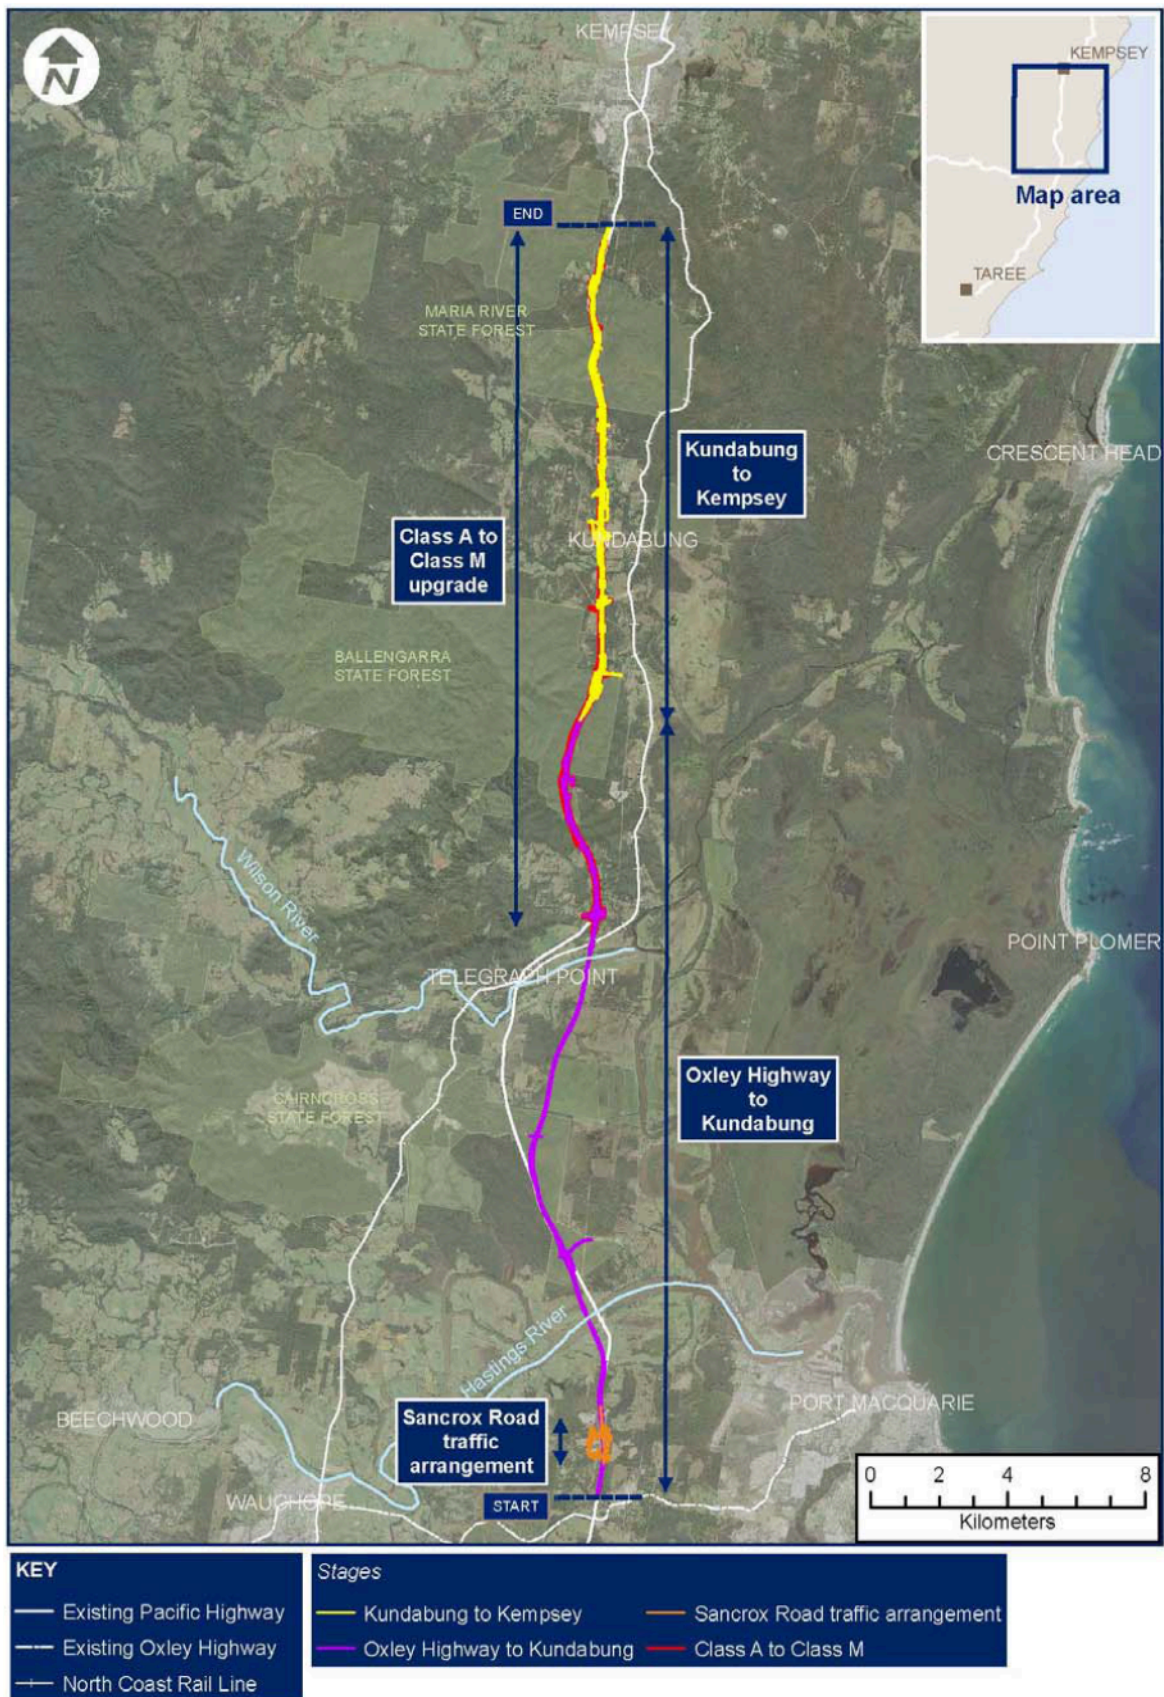 KEMPSEY
N
KEMPSEY
Map area
TAREE
END
MARIA RIVER
STATE FOREST
CRESCENT HEAD
Kundabung
to
Kempsey
Class A to
Class M
upgrade
KUNDABUNG
BALLENGARRA
STATE FOREST
Wilson River
POINT PLOMER
TELEGRAPH POINT
Oxley Highway
to
Kundabung
CAIRNCROSS
STATE FOREST
Hastings River
PORT MACQUARIE
BEECHWOOD
Sancrox Road
traffic
arrangement
WAUCHOPE
START
0 2 4 8
Kilometers
KEY
Existing Pacific Highway
Existing Oxley Highway
North Coast Rail Line
Stages
Kundabung to Kempsey
Sancrox Road traffic arrangement
Oxley Highway to Kundabung
Class A to Class M